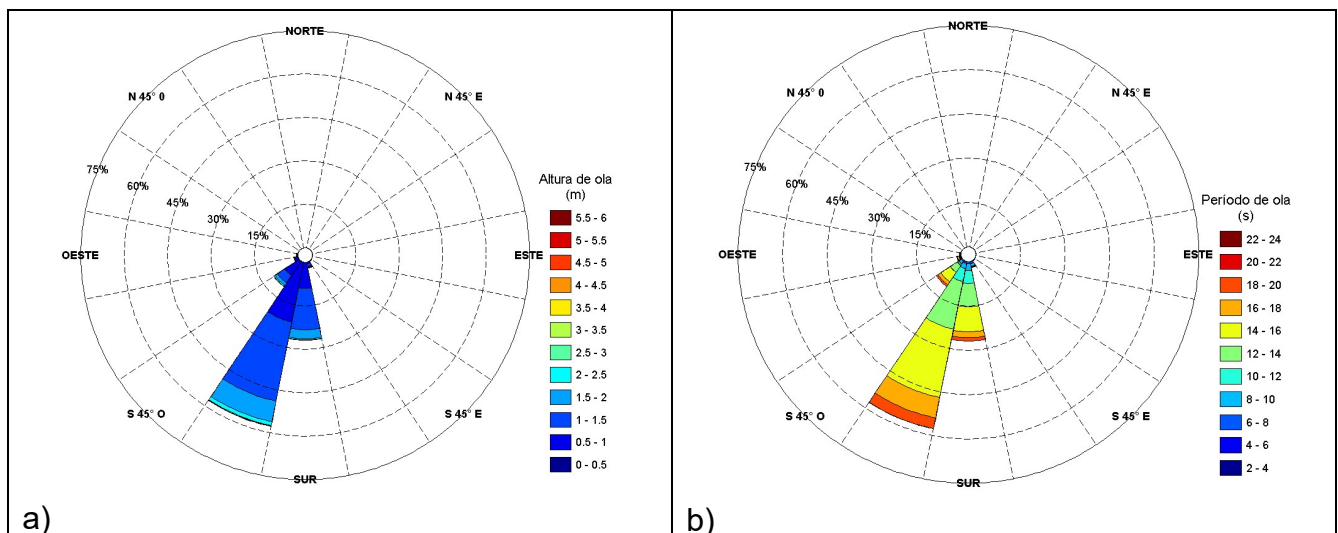 NORTE
N 45° 0
N 45° E
75%
60%
45%
30%
15%
OESTE
ESTE
S 45° O
S 45° E
SUR
Altura de ola
(m)
5.5 - 6
5 - 5.5
4.5 - 5
4 - 4.5
3.5 - 4
3 - 3.5
2.5 - 3
2 - 2.5
1.5 - 2
1 - 1.5
0.5 - 1
0 - 0.5
a)
NORTE
N 45° 0
N 45° E
75%
60%
45%
30%
15%
OESTE
ESTE
S 45° O
S 45° E
SUR
Período de ola
(s)
22 - 24
20 - 22
18 - 20
16 - 18
14 - 16
12 - 14
10 - 12
8 - 10
6 - 8
4 - 6
2 - 4
b)